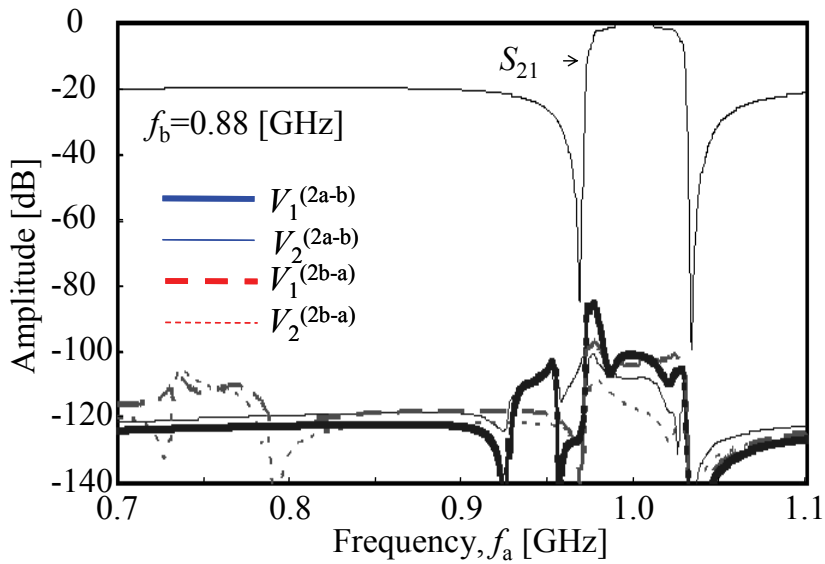 0
-20
-40
-60
-80
-100
-120
-140
Amplitude [dB]
S21
fb=0.88 [GHz]
V1(2a-b)
V2(2a-b)
V1(2b-a)
V2(2b-a)
0.7 0.8 0.9 1.0 1.1
Frequency, fa [GHz]